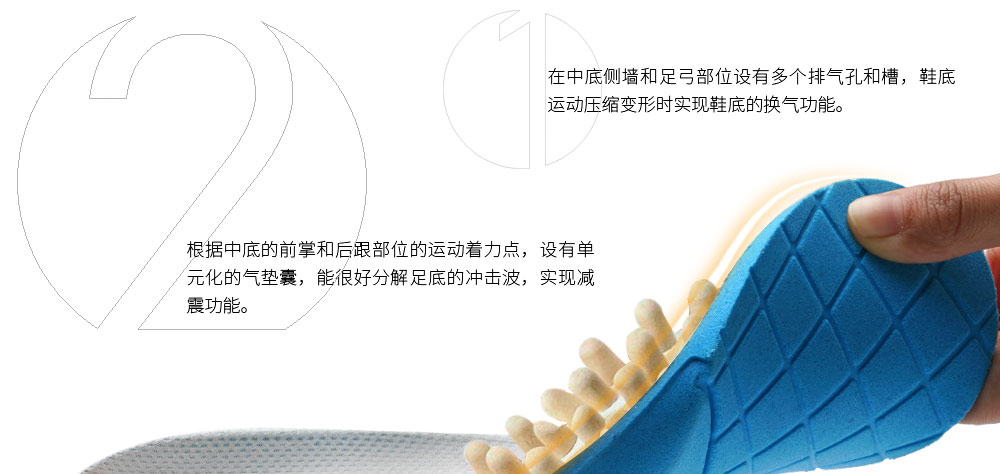 1
在中底侧墙和足弓部位设有多个排气孔和槽，鞋底
运动压缩变形时实现鞋底的换气功能。
2
根据中底的前掌和后跟部位的运动着力点，设有单
元化的气垫囊，能很好分解足底的冲击波，实现减
震功能。